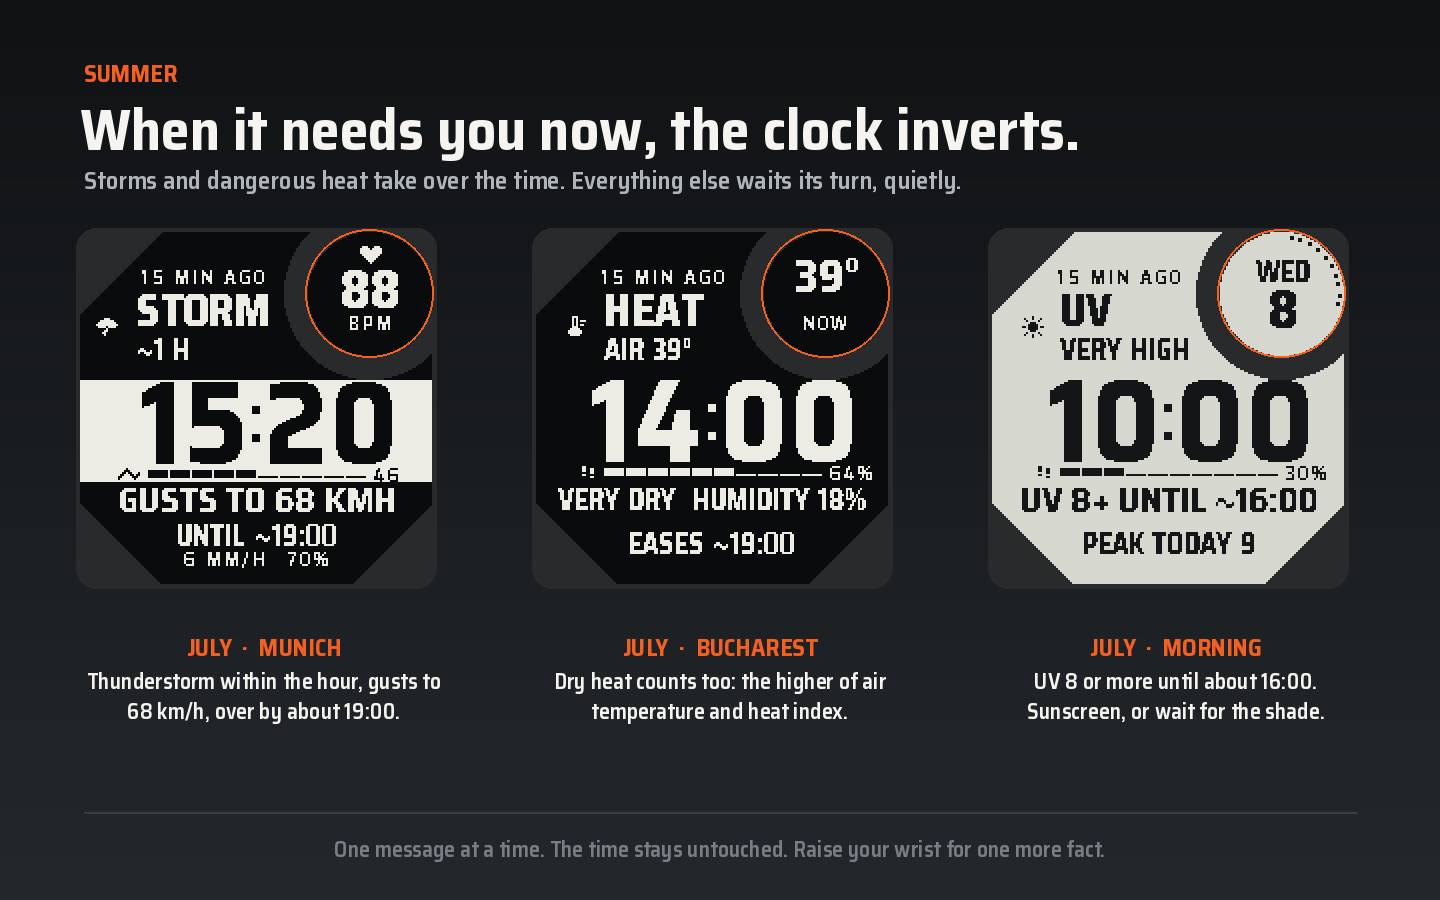 SUMMER
When it needs you now, the clock inverts.
Storms and dangerous heat take over the time. Everything else waits its turn, quietly.
15 MIN AGO
STORM
~1 H
88
BPM
15:20
46
GUSTS TO 68 KMH
UNTIL ~19:00
6 MM/H 70%
15 MIN AGO
HEAT
AIR 39°
39°
NOW
14:00
64%
VERY DRY HUMIDITY 18%
EASES ~19:00
15 MIN AGO
UV
VERY HIGH
WED
8
10:00
30%
UV 8+ UNTIL ~16:00
PEAK TODAY 9
JULY · MUNICH
Thunderstorm within the hour, gusts to
68 km/h, over by about 19:00.
JULY · BUCHAREST
Dry heat counts too: the higher of air
temperature and heat index.
JULY · MORNING
UV 8 or more until about 16:00.
Sunscreen, or wait for the shade.
One message at a time. The time stays untouched. Raise your wrist for one more fact.